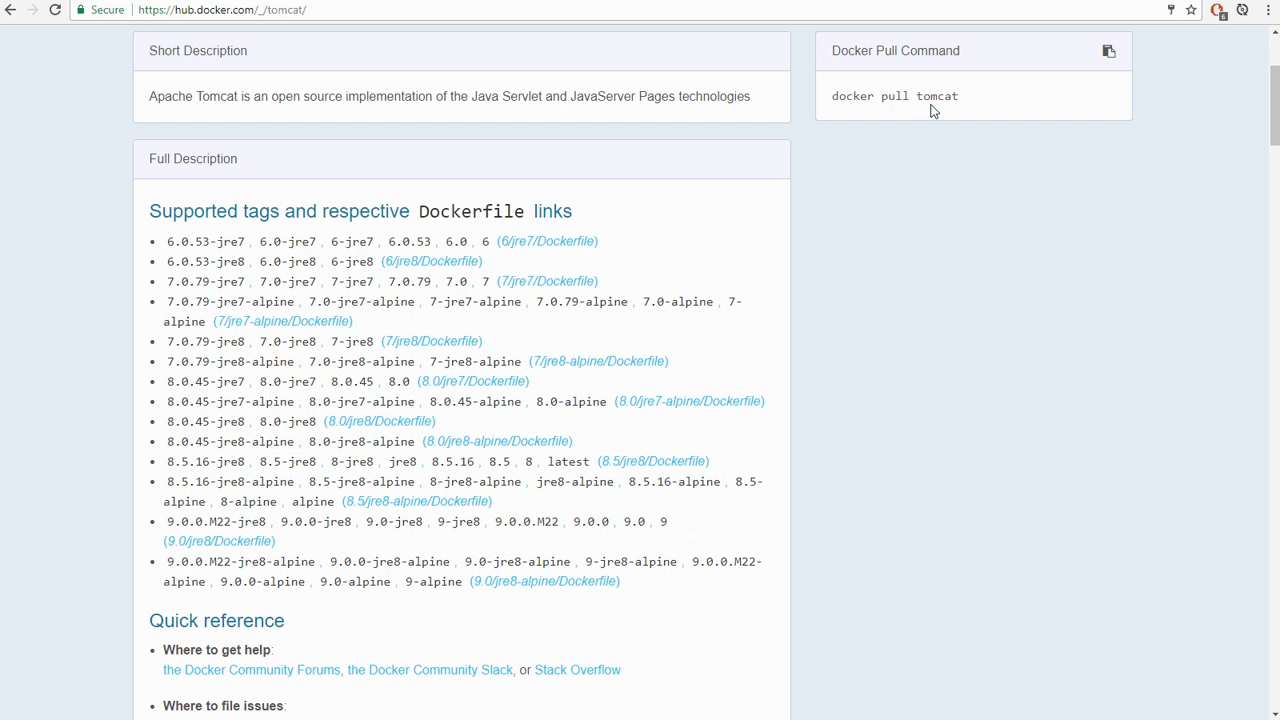 Secure https://hub.docker.com/_/tomcat/
6
Short Description
Apache Tomcat is an open source implementation of the Java Servlet and JavaServer Pages technologies
Docker Pull Command
docker pull tomcat
Full Description
Supported tags and respective Dockerfile links
• 6.0.53-jre7, 6.0-jre7, 6-jre7, 6.0.53, 6.0, 6 (6/jre7/Dockerfile)
• 6.0.53-jre8, 6.0-jre8, 6-jre8 (6/jre8/Dockerfile)
• 7.0.79-jre7, 7.0-jre7, 7-jre7, 7.0.79, 7.0, 7 (7/jre7/Dockerfile)
• 7.0.79-jre7-alpine, 7.0-jre7-alpine, 7-jre7-alpine, 7.0.79-alpine, 7.0-alpine, 7-
alpine (7/jre7-alpine/Dockerfile)
• 7.0.79-jre8, 7.0-jre8, 7-jre8 (7/jre8/Dockerfile)
• 7.0.79-jre8-alpine, 7.0-jre8-alpine, 7-jre8-alpine (7/jre8-alpine/Dockerfile)
• 8.0.45-jre7, 8.0-jre7, 8.0.45, 8.0 (8.0/jre7/Dockerfile)
• 8.0.45-jre7-alpine, 8.0-jre7-alpine, 8.0.45-alpine, 8.0-alpine (8.0/jre7-alpine/Dockerfile)
• 8.0.45-jre8, 8.0-jre8 (8.0/jre8/Dockerfile)
• 8.0.45-jre8-alpine, 8.0-jre8-alpine (8.0/jre8-alpine/Dockerfile)
• 8.5.16-jre8, 8.5-jre8, 8-jre8, jre8, 8.5.16, 8.5, 8, latest (8.5/jre8/Dockerfile)
• 8.5.16-jre8-alpine, 8.5-jre8-alpine, 8-jre8-alpine, jre8-alpine, 8.5.16-alpine, 8.5-
alpine, 8-alpine, alpine (8.5/jre8-alpine/Dockerfile)
• 9.0.0.M22-jre8, 9.0.0-jre8, 9.0-jre8, 9-jre8, 9.0.0.M22, 9.0.0, 9.0, 9
(9.0/jre8/Dockerfile)
• 9.0.0.M22-jre8-alpine, 9.0.0-jre8-alpine, 9.0-jre8-alpine, 9-jre8-alpine, 9.0.0.M22-
alpine, 9.0.0-alpine, 9.0-alpine, 9-alpine (9.0/jre8-alpine/Dockerfile)
Quick reference
• Where to get help:
the Docker Community Forums, the Docker Community Slack, or Stack Overflow
• Where to file issues: